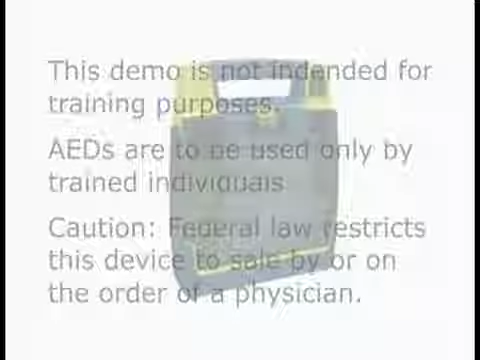 This demo is not indended for
training purposes.
AEDs are to be used only by
trained individuals
Caution: Federal law restricts
this device to sale by or on
the order of a physician.